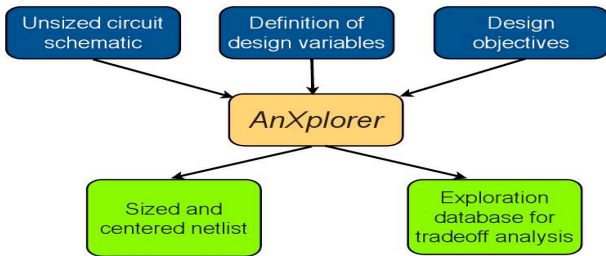 Unsized circuit
schematic
Definition of
design variables
Design
objectives
AnXplorer
Sized and
centered netlist
Exploration
database for
tradeoff analysis